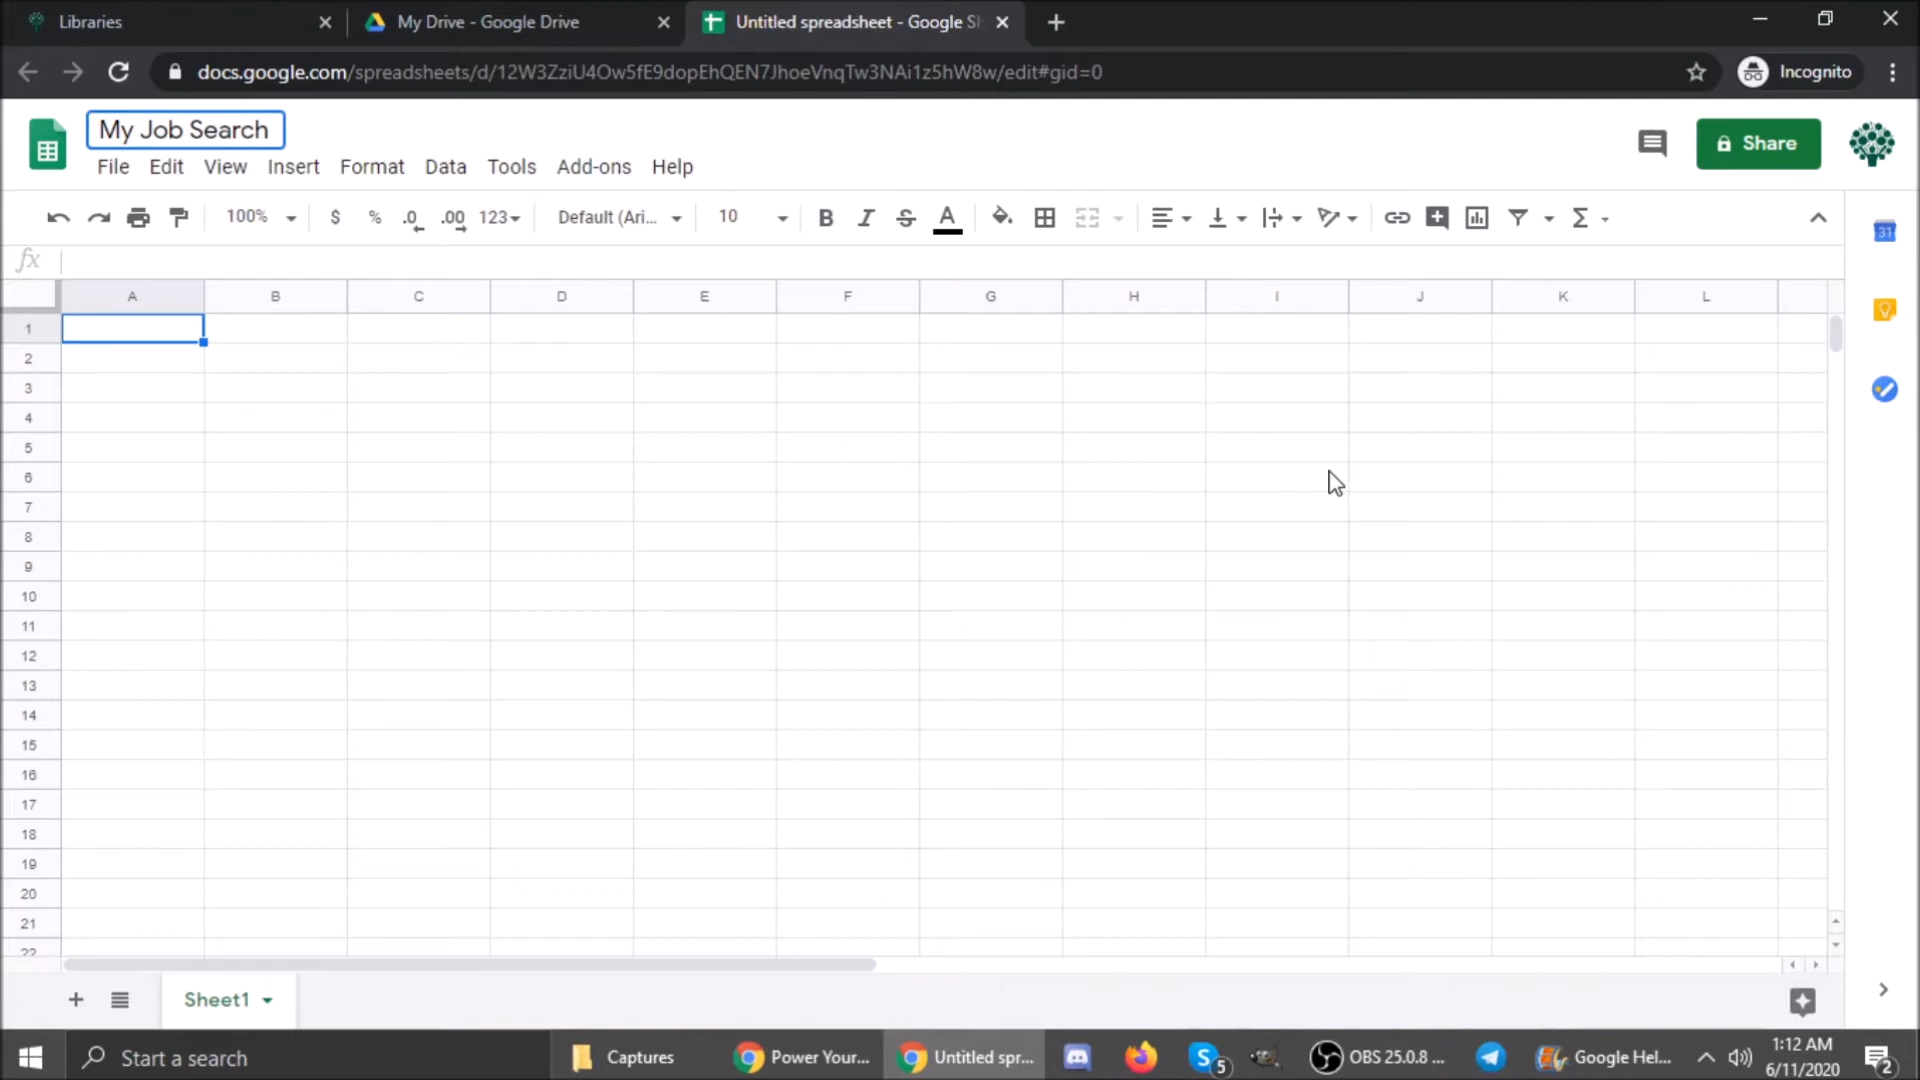 Libraries
My Drive - Google Drive
Untitled spreadsheet - Google Sh
docs.google.com/spreadsheets/d/12W3ZziU4Ow5fE9dopEhQEN7JhoeVnqTw3NAi1z5hW8w/edit#gid=0
Incognito
My Job Search
Share
File Edit View Insert Format Data Tools Add-ons Help
100% $ % .0 .00 123 Default (Ari... 10 B I S A Σ
31
fx
A B C D E F G H I J K L
1
2
3
4
5
6
7
8
9
10
11
12
13
14
15
16
17
18
19
20
21
22
Sheet1
Start a search
Captures
Power Your...
Untitled spr...
S 5
OBS 25.0.8 ...
Google Hel...
1:12 AM
6/11/2020
2